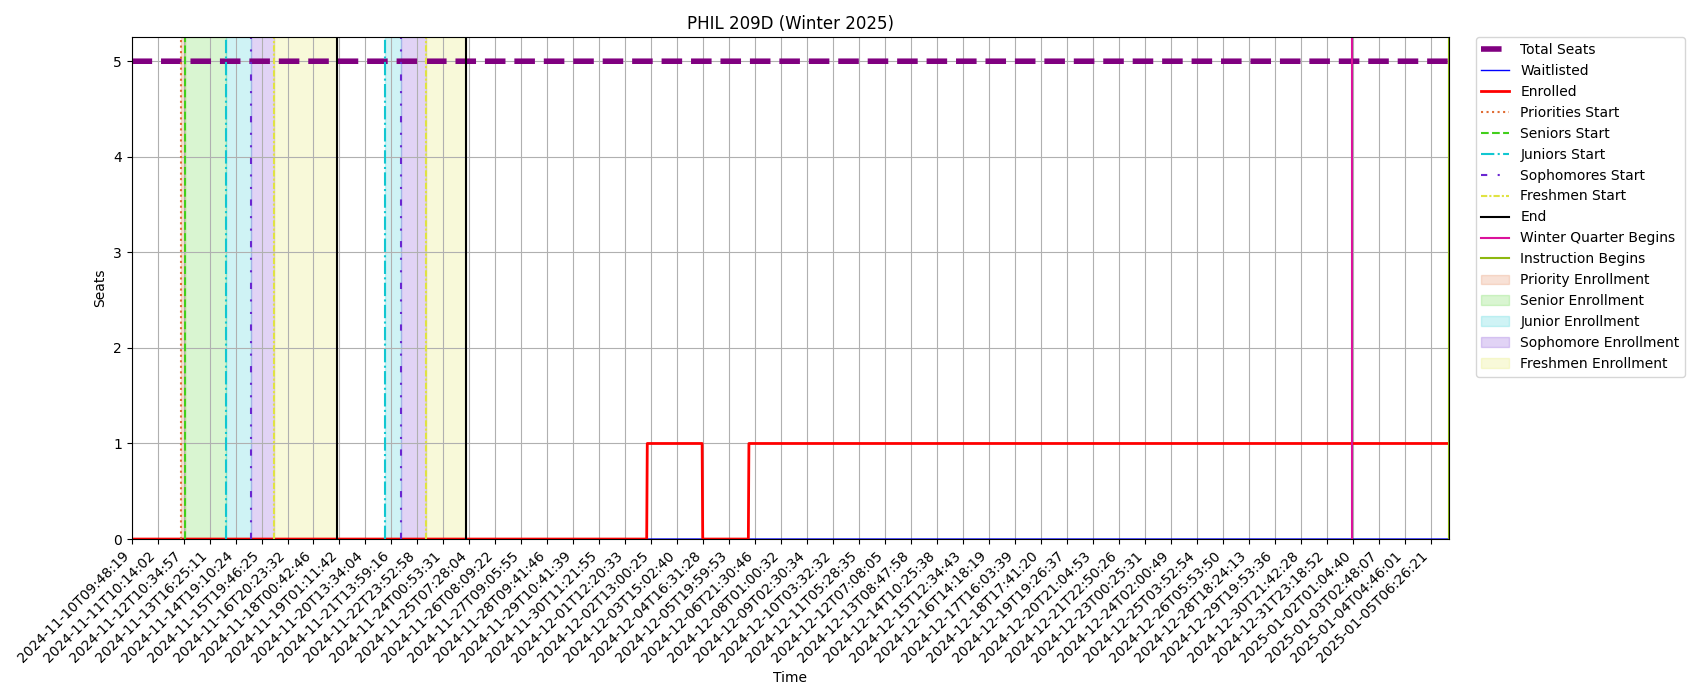 PHIL 209D (Winter 2025)
Seats
5
4
3
2
1
0
2024-11-10T09:48:19
2024-11-11T10:14:02
2024-11-12T10:34:57
2024-11-13T16:25:11
2024-11-14T19:10:24
2024-11-15T19:46:25
2024-11-16T20:23:32
2024-11-18T00:42:46
2024-11-19T01:11:42
2024-11-20T13:34:04
2024-11-21T13:59:16
2024-11-22T23:52:58
2024-11-24T00:53:31
2024-11-25T07:28:04
2024-11-26T08:09:22
2024-11-27T09:05:55
2024-11-28T09:41:46
2024-11-29T10:41:39
2024-11-30T11:21:55
2024-12-01T12:20:33
2024-12-02T13:00:25
2024-12-03T15:02:40
2024-12-04T16:31:28
2024-12-05T19:59:53
2024-12-06T21:30:46
2024-12-08T01:00:32
2024-12-09T02:30:34
2024-12-10T03:32:32
2024-12-11T05:28:35
2024-12-12T07:08:05
2024-12-13T08:47:58
2024-12-14T10:25:38
2024-12-15T12:34:43
2024-12-16T14:18:19
2024-12-17T16:03:39
2024-12-18T17:41:20
2024-12-19T19:26:37
2024-12-20T21:04:53
2024-12-21T22:50:26
2024-12-23T00:25:31
2024-12-24T02:00:49
2024-12-25T03:52:54
2024-12-26T05:53:50
2024-12-28T18:24:13
2024-12-29T19:53:36
2024-12-30T21:42:28
2024-12-31T23:18:52
2025-01-02T01:04:40
2025-01-03T02:48:07
2025-01-04T04:46:01
2025-01-05T06:26:21
Time
Total Seats
Waitlisted
Enrolled
Priorities Start
Seniors Start
Juniors Start
Sophomores Start
Freshmen Start
End
Winter Quarter Begins
Instruction Begins
Priority Enrollment
Senior Enrollment
Junior Enrollment
Sophomore Enrollment
Freshmen Enrollment